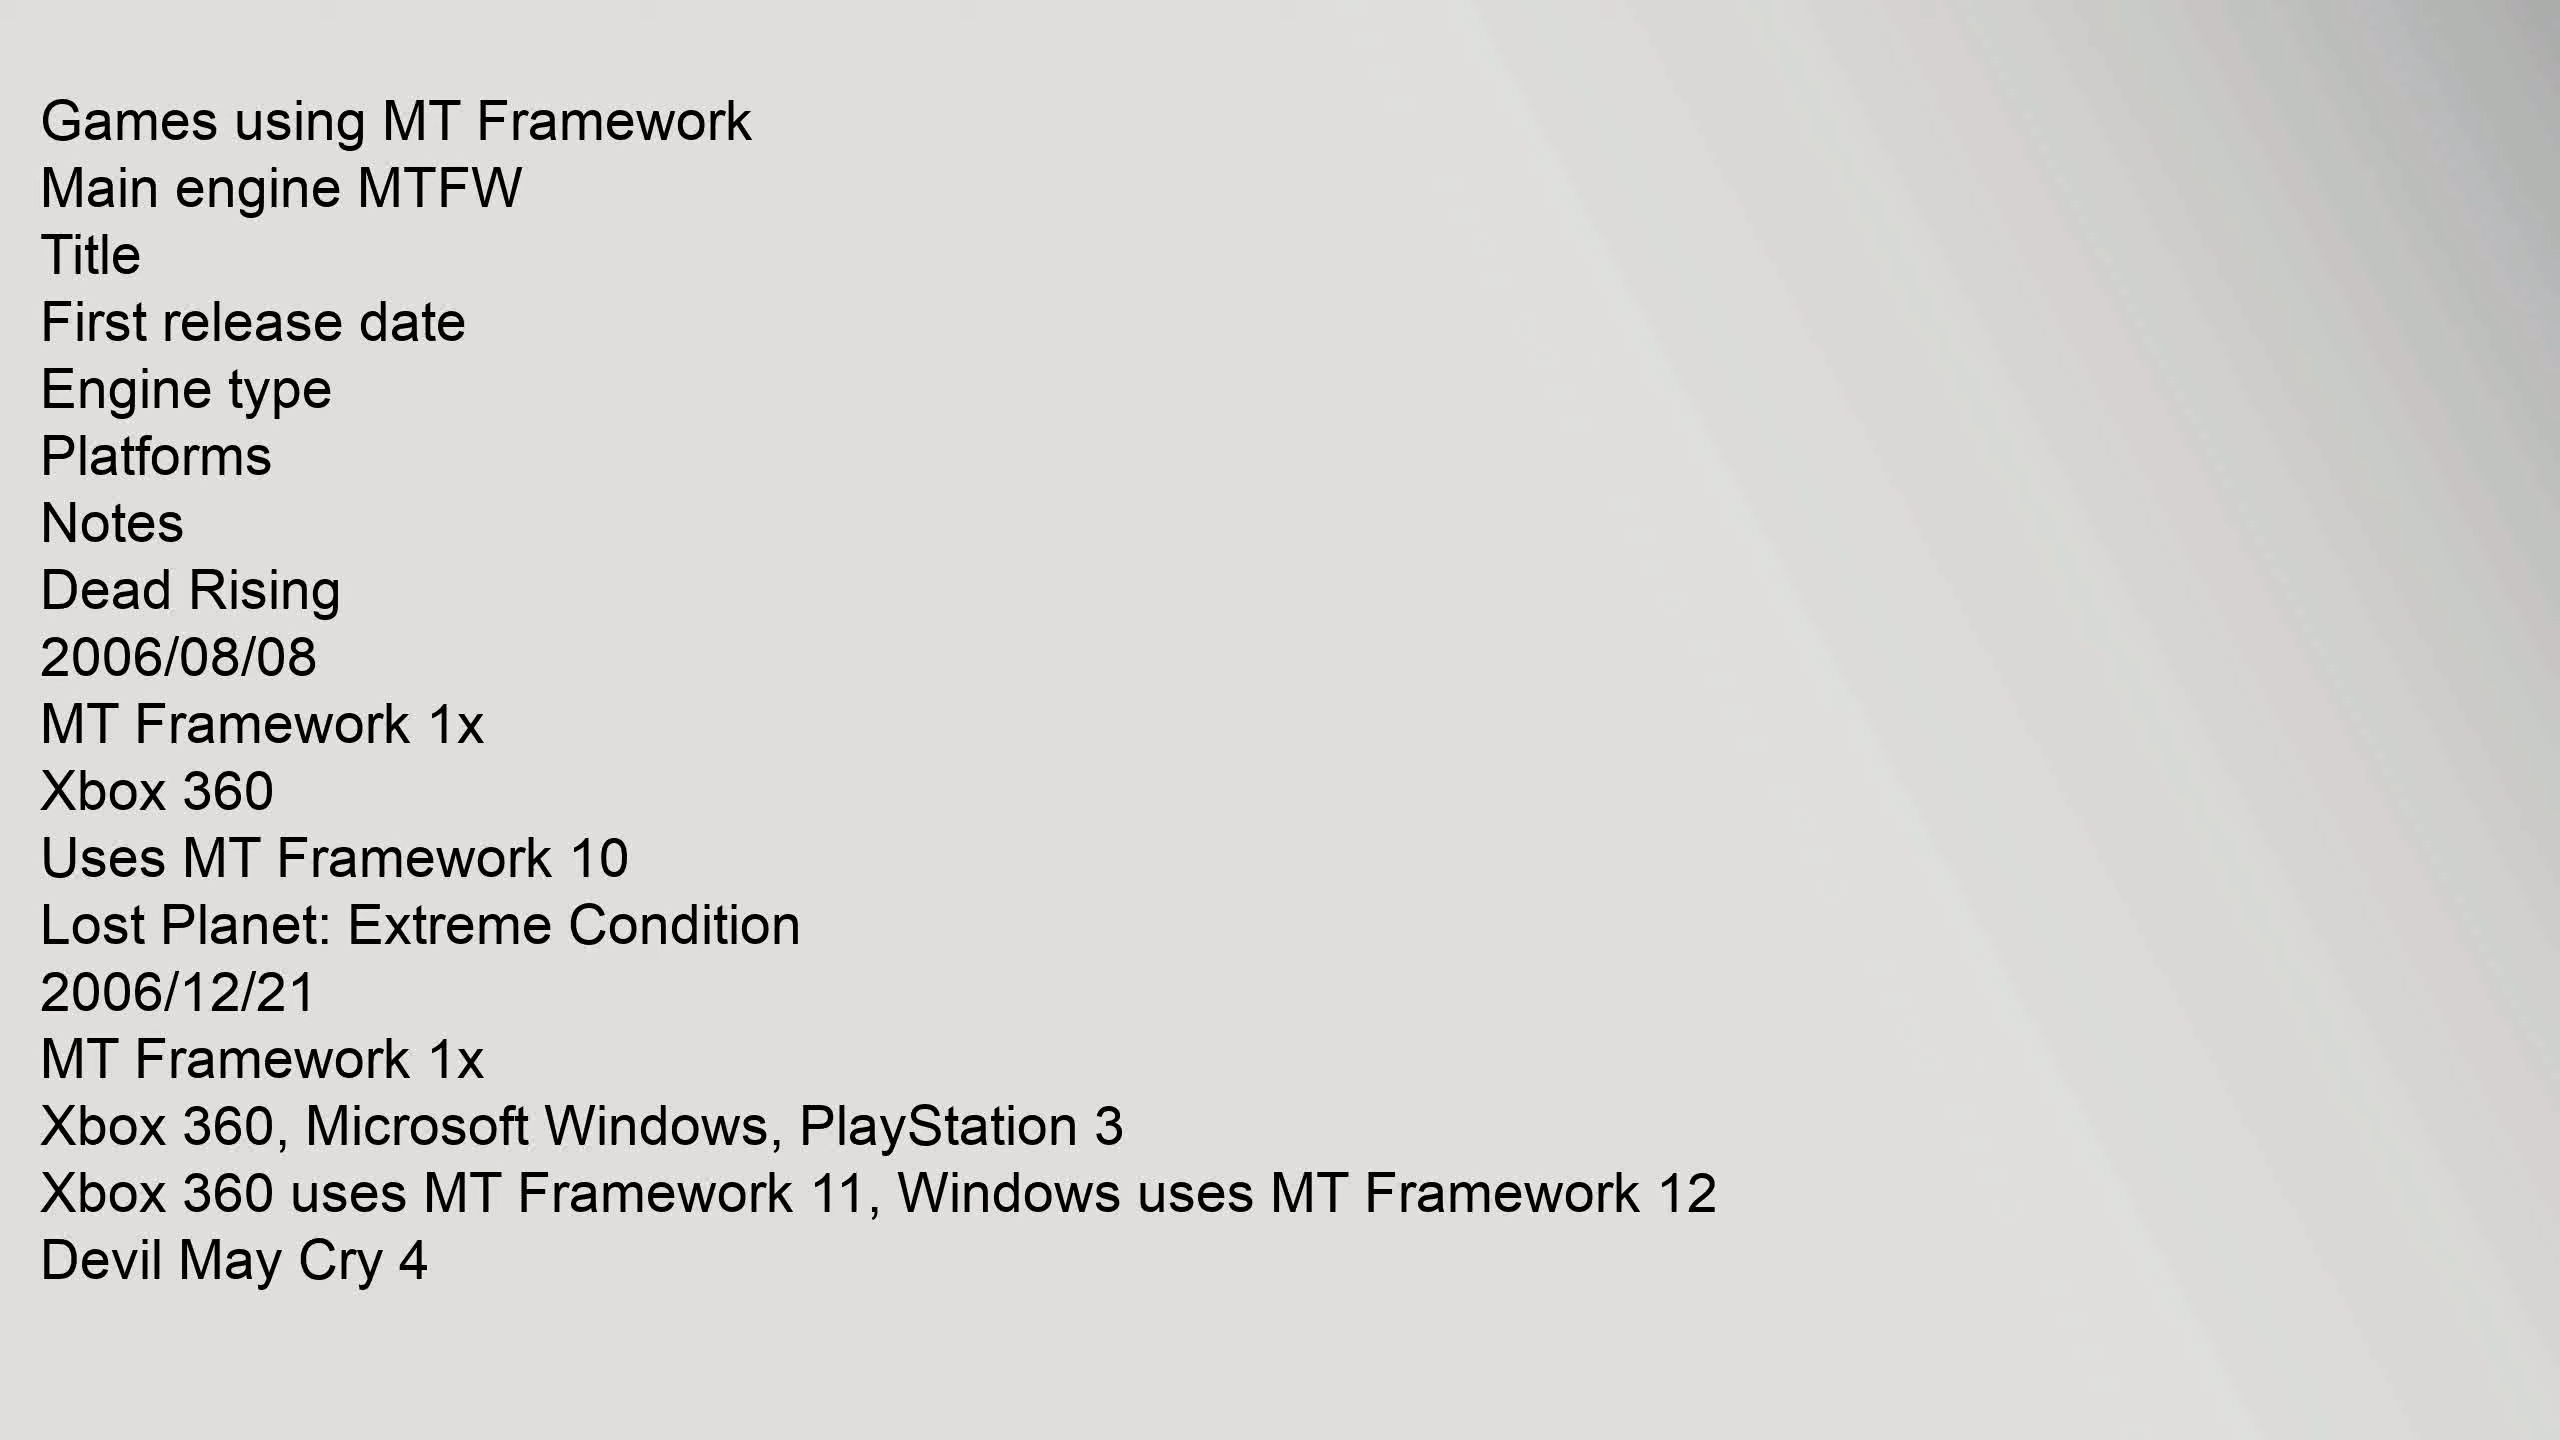 Games using MT Framework
Main engine MTFW
Title
First release date
Engine type
Platforms
Notes
Dead Rising
2006/08/08
MT Framework 1x
Xbox 360
Uses MT Framework 10
Lost Planet: Extreme Condition
2006/12/21
MT Framework 1x
Xbox 360, Microsoft Windows, PlayStation 3
Xbox 360 uses MT Framework 11, Windows uses MT Framework 12
Devil May Cry 4